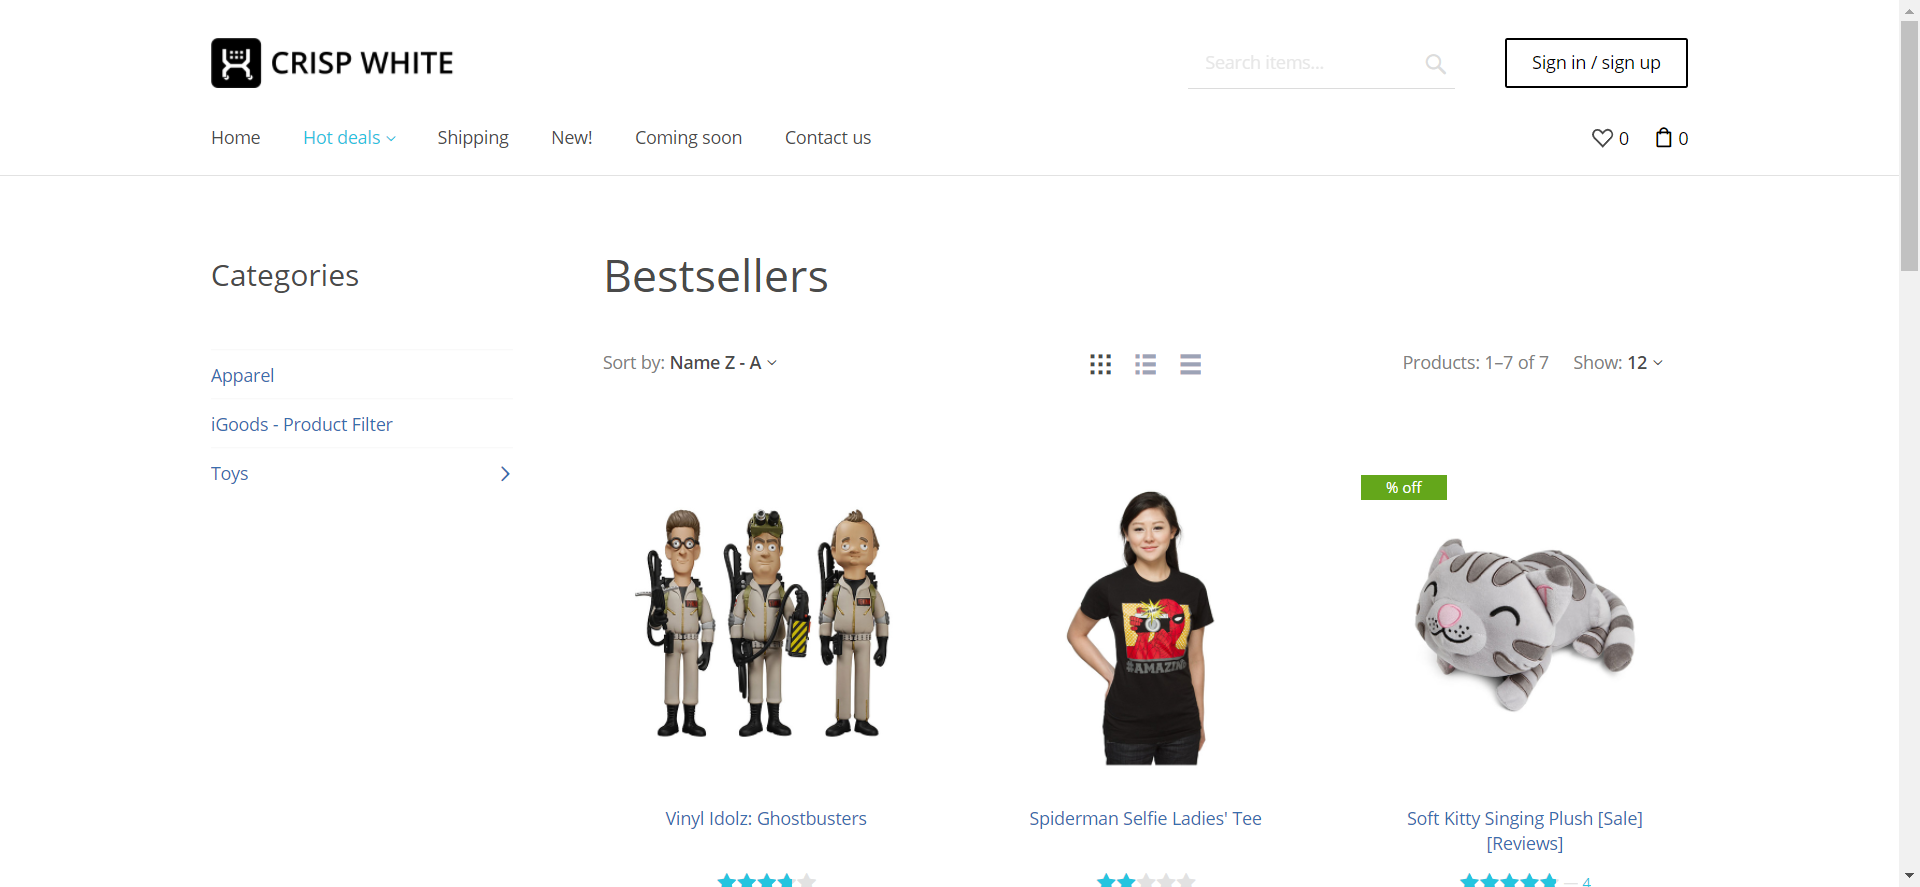 CRISP WHITE
Search items...
Sign in / sign up
Home
Hot deals
Shipping
New!
Coming soon
Contact us
0
0
Categories
Apparel
iGoods - Product Filter
Toys
Bestsellers
Sort by: Name Z - A
Products: 1–7 of 7
Show: 12
% off
#AMAZING
Vinyl Idolz: Ghostbusters
Spiderman Selfie Ladies' Tee
Soft Kitty Singing Plush [Sale]
[Reviews]
— 4